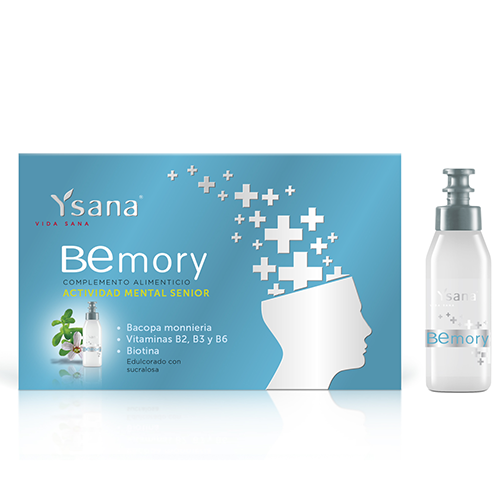 Ysana®
VIDA SANA
BEmory
COMPLEMENTO ALIMENTICIO
ACTIVIDAD MENTAL SENIOR
• Bacopa monnieria
• Vitaminas B2, B3 y B6
• Biotina
Edulcorado con
sucralosa
Ysana
BEmory